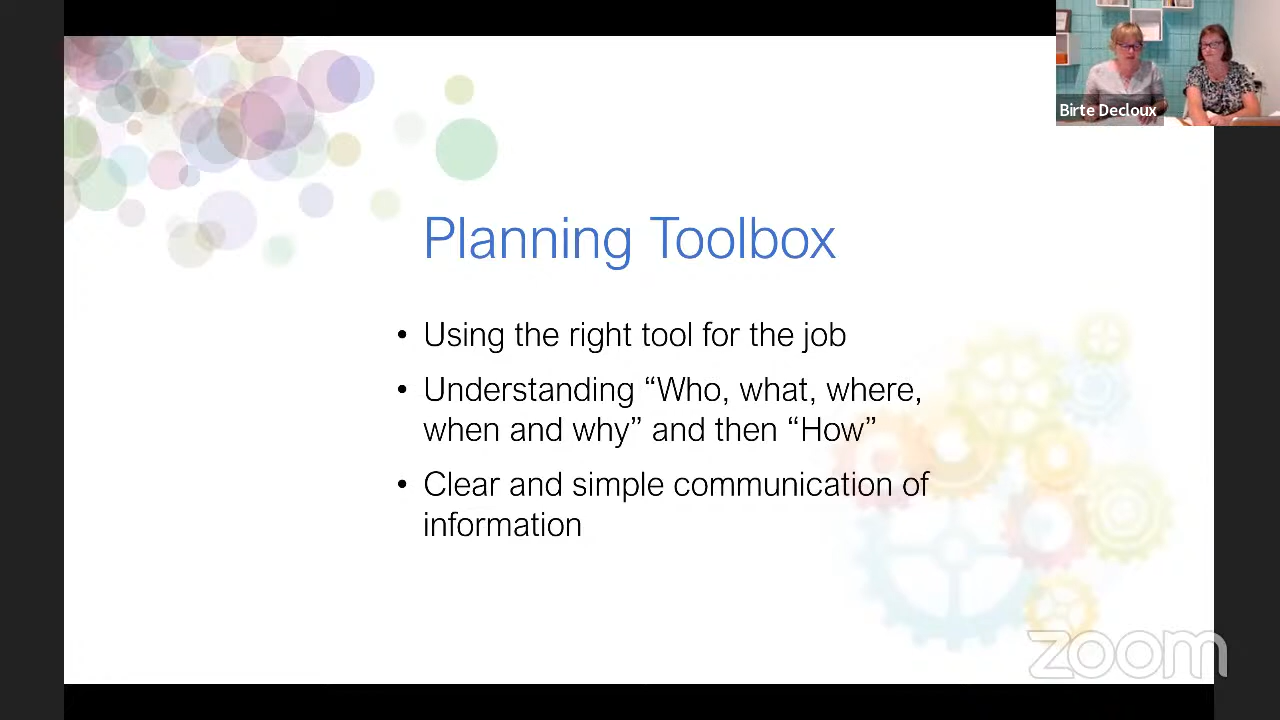 Birte Decloux
Planning Toolbox
• Using the right tool for the job
• Understanding “Who, what, where,
when and why” and then “How”
• Clear and simple communication of
information
zoom